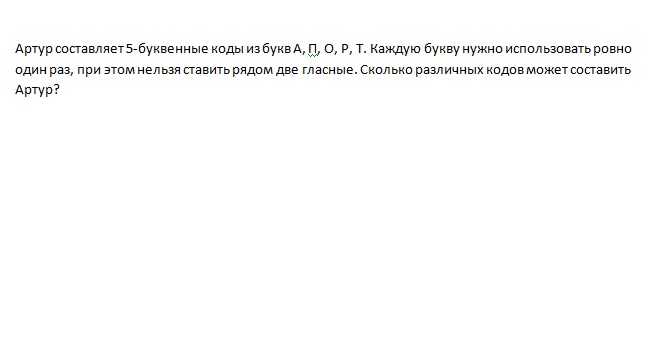 Артур составляет 5-буквенные коды из букв А, П, О, Р, Т. Каждую букву нужно использовать ровно
один раз, при этом нельзя ставить рядом две гласные. Сколько различных кодов может составить
Артур?